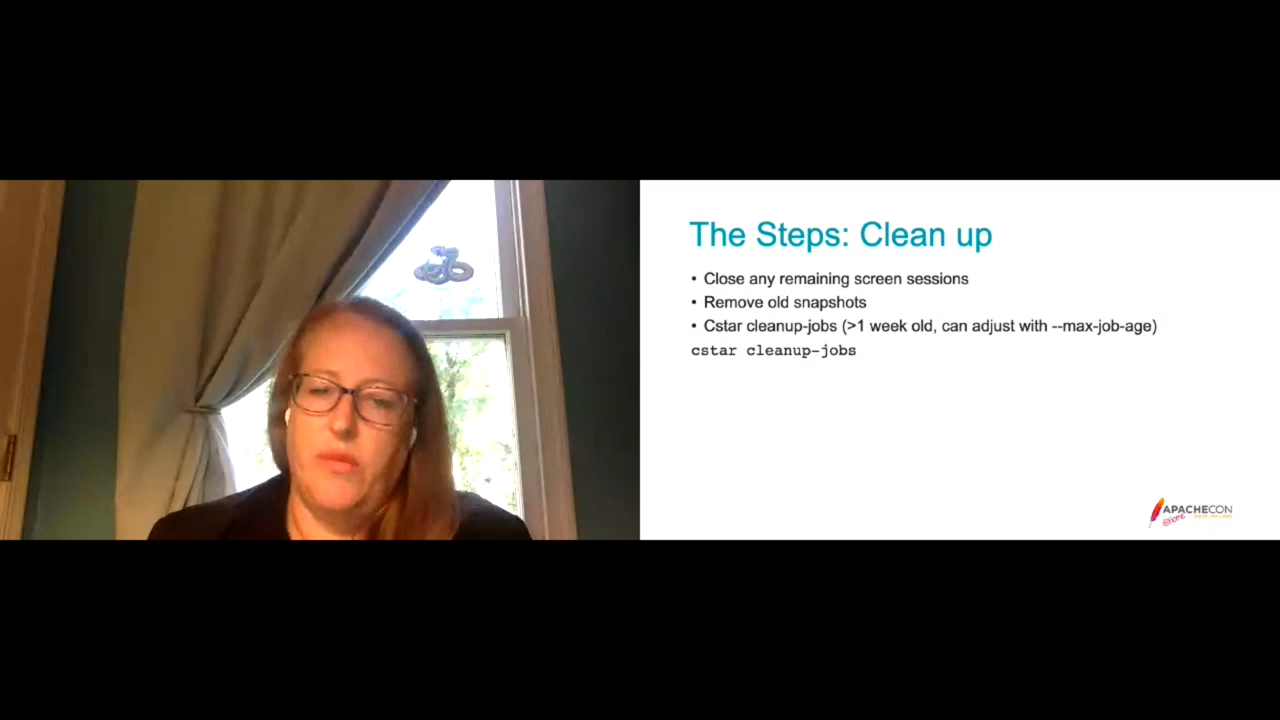 The Steps: Clean up
• Close any remaining screen sessions
• Remove old snapshots
• Cstar cleanup-jobs (>1 week old, can adjust with --max-job-age)
cstar cleanup-jobs
APACHECON
@Home